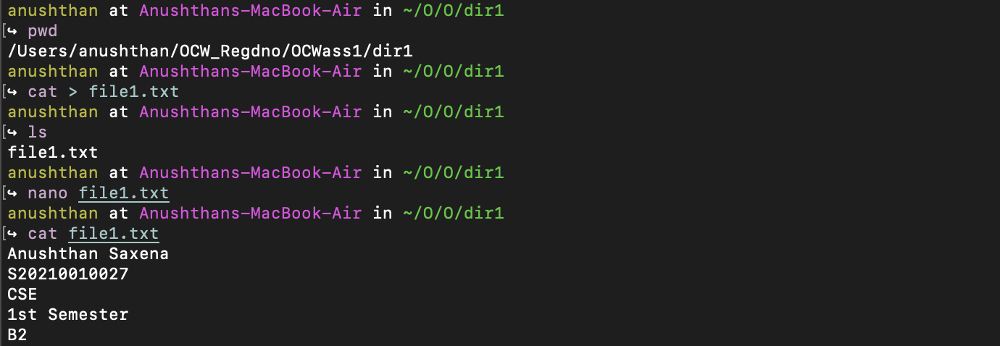 anushthan at Anushthans-MacBook-Air in ~/O/O/dir1
[↪ pwd
/Users/anushthan/OCW_Regdno/OCWass1/dir1
anushthan at Anushthans-MacBook-Air in ~/O/O/dir1
[↪ cat > file1.txt
anushthan at Anushthans-MacBook-Air in ~/O/O/dir1
[↪ ls
file1.txt
anushthan at Anushthans-MacBook-Air in ~/O/O/dir1
[↪ nano file1.txt
anushthan at Anushthans-MacBook-Air in ~/O/O/dir1
[↪ cat file1.txt
Anushthan Saxena
S20210010027
CSE
1st Semester
B2